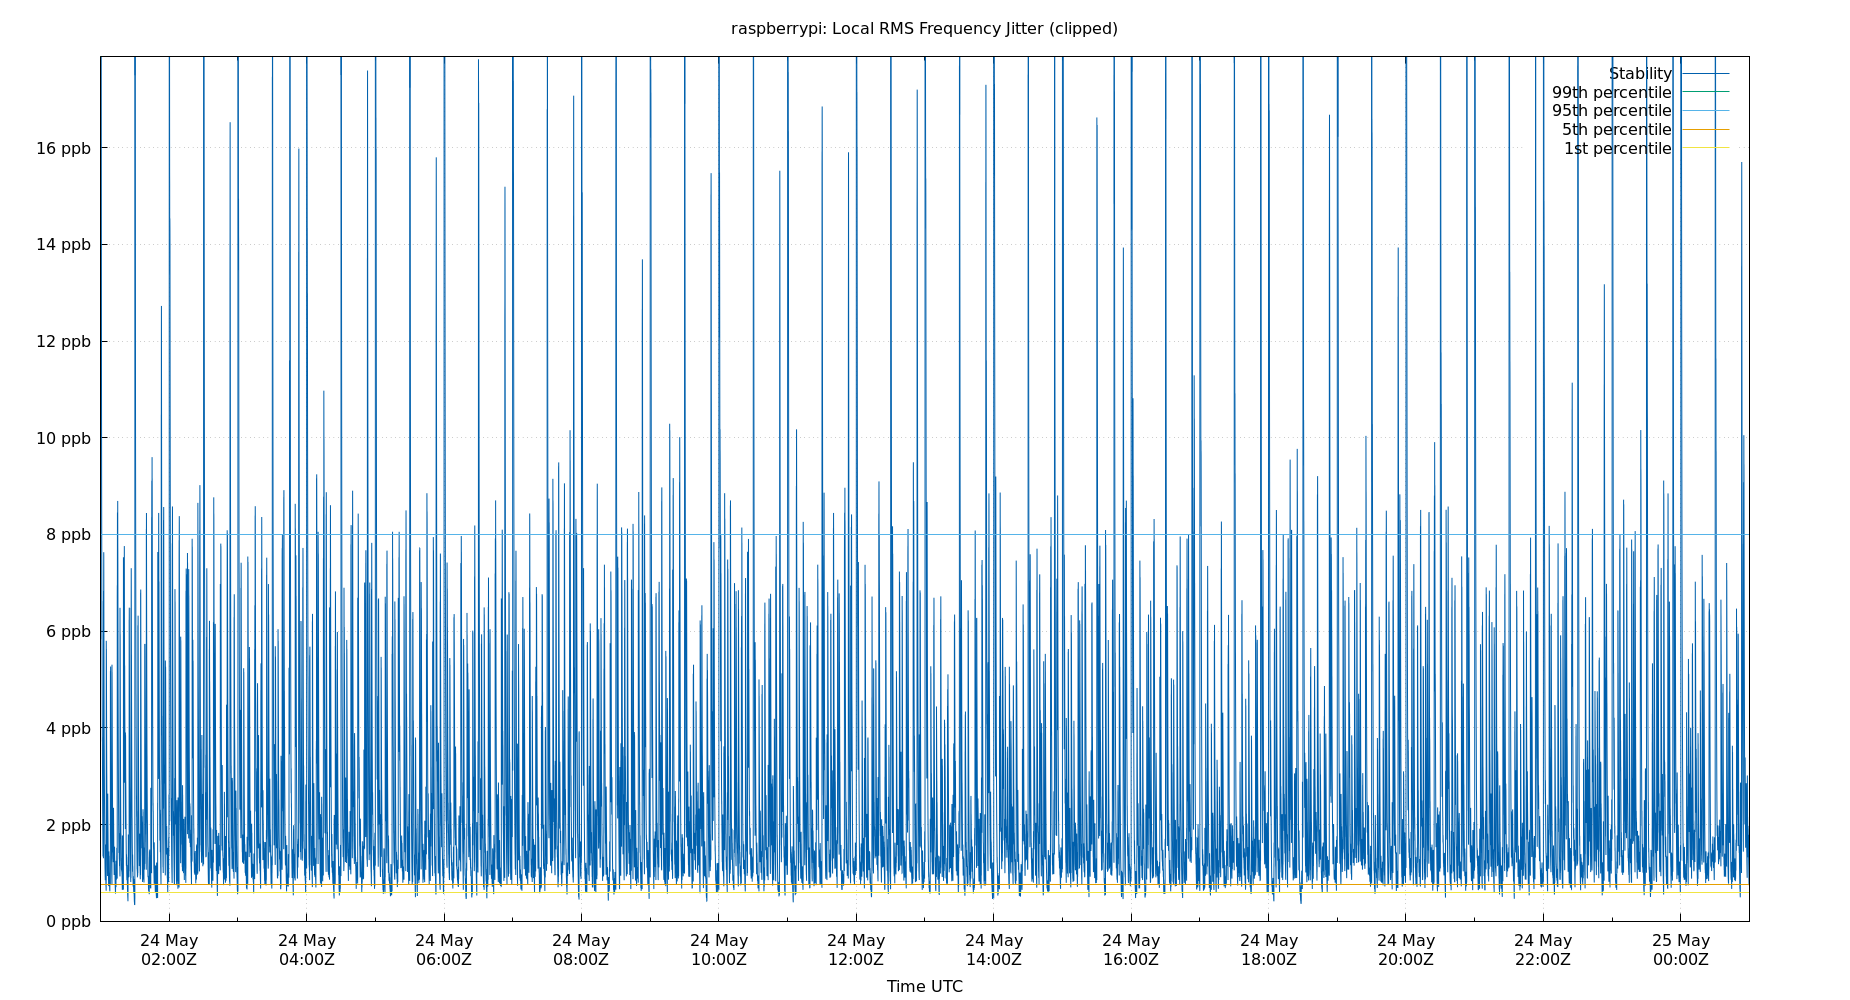 raspberrypi: Local RMS Frequency Jitter (clipped)
Stability
99th percentile
95th percentile
5th percentile
1st percentile
16 ppb
14 ppb
12 ppb
10 ppb
8 ppb
6 ppb
4 ppb
2 ppb
0 ppb
24 May 24 May 24 May 24 May 24 May 24 May 24 May 24 May 24 May 24 May 24 May 25 May
02:00Z 04:00Z 06:00Z 08:00Z 10:00Z 12:00Z 14:00Z 16:00Z 18:00Z 20:00Z 22:00Z 00:00Z
Time UTC